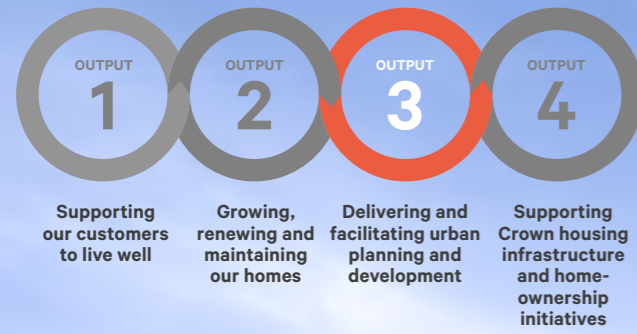 OUTPUT
1
OUTPUT
2
OUTPUT
3
OUTPUT
4
Supporting
our customers
to live well
Growing,
renewing and
maintaining
our homes
Delivering and
facilitating urban
planning and
development
Supporting
Crown housing
infrastructure
and home-
ownership
initiatives